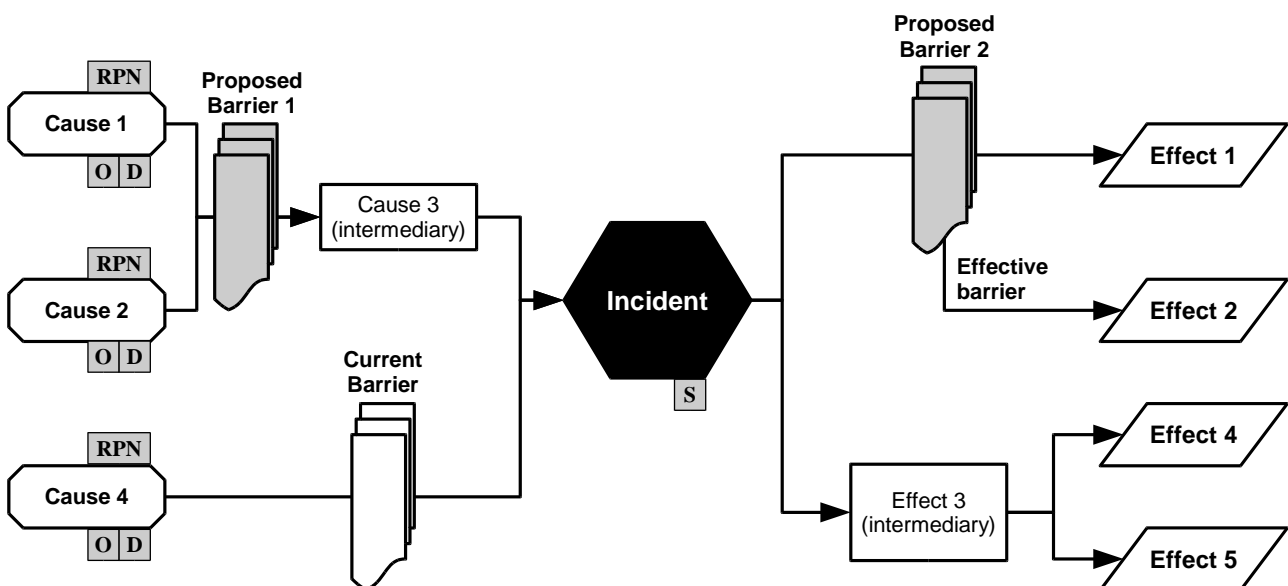 RPN
Cause 1
O D
Proposed
Barrier 1
RPN
Cause 2
O D
Cause 3
(intermediary)
RPN
Cause 4
O D
Current
Barrier
Incident
S
Proposed
Barrier 2
Effect 1
Effective
barrier
Effect 2
Effect 3
(intermediary)
Effect 4
Effect 5